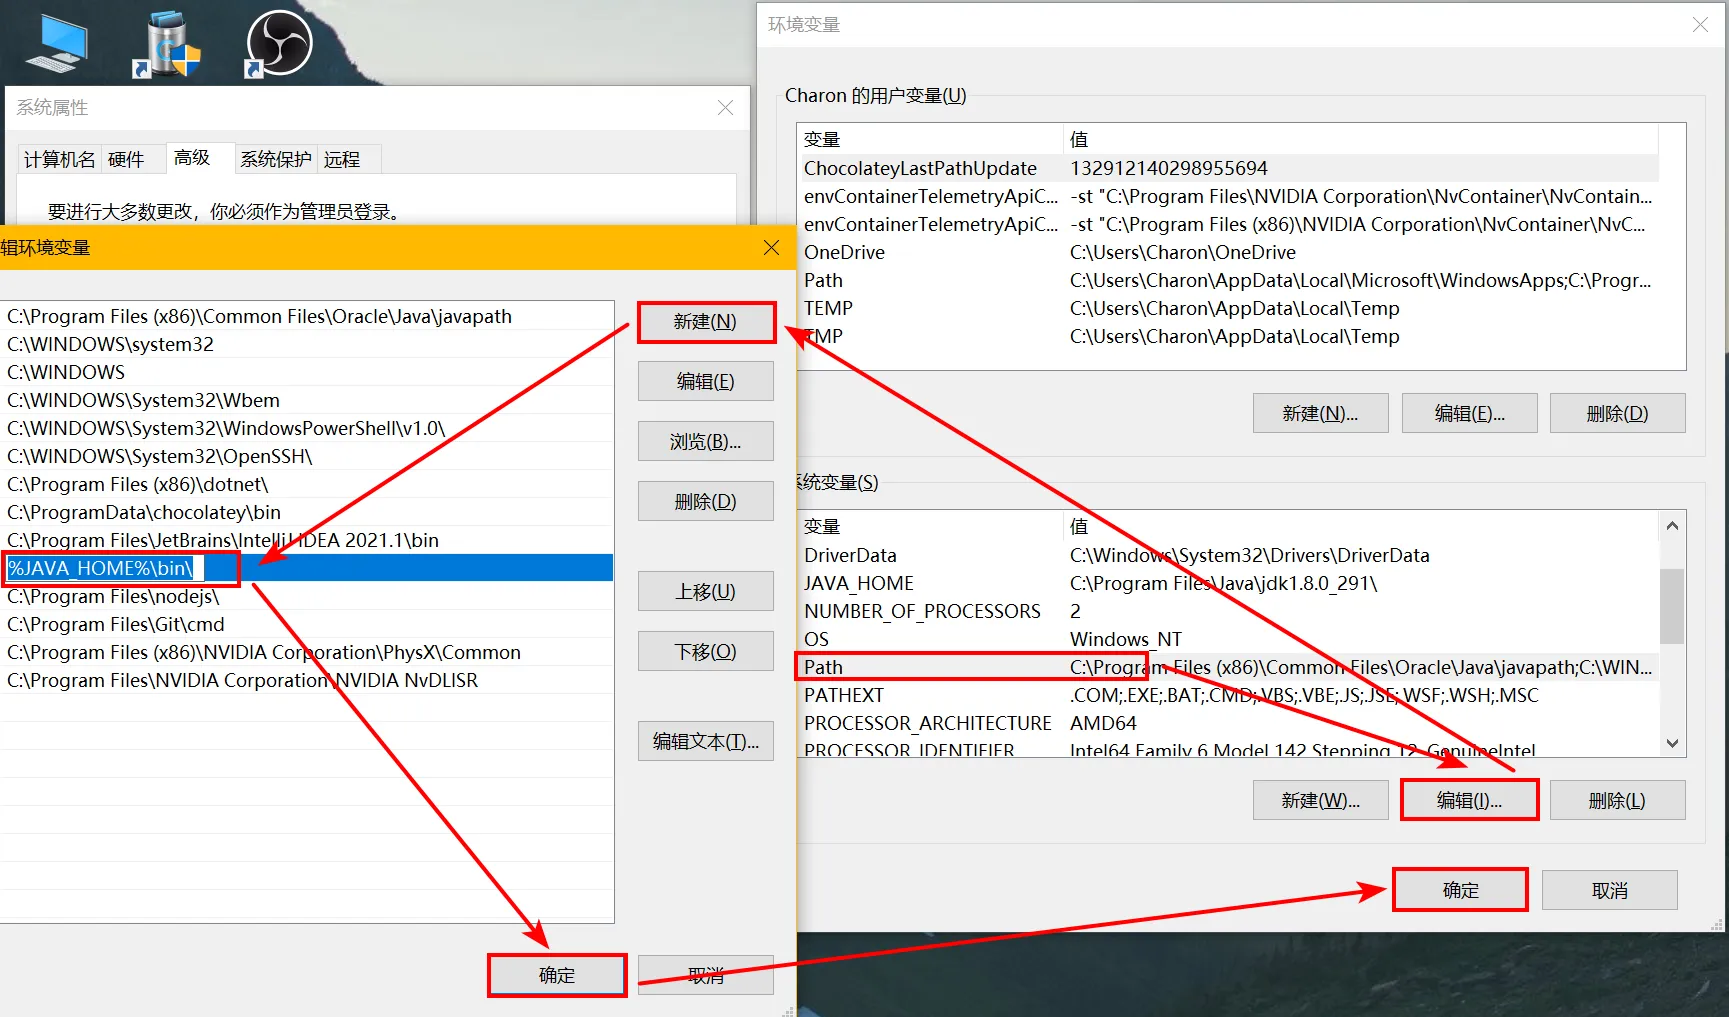 系统属性
计算机名
硬件
高级
系统保护
远程
要进行大多数更改，你必须作为管理员登录。
辑环境变量
C:\Program Files (x86)\Common Files\Oracle\Java\javapath
C:\WINDOWS\system32
C:\WINDOWS
C:\WINDOWS\System32\Wbem
C:\WINDOWS\System32\WindowsPowerShell\v1.0\
C:\WINDOWS\System32\OpenSSH\
C:\Program Files (x86)\dotnet\
C:\ProgramData\chocolatey\bin
C:\Program Files\JetBrains\IntelliJ IDEA 2021.1\bin
%JAVA_HOME%\bin\
C:\Program Files\nodejs\
C:\Program Files\Git\cmd
C:\Program Files (x86)\NVIDIA Corporation\PhysX\Common
C:\Program Files\NVIDIA Corporation\NVIDIA NvDLISR
新建(N)
编辑(E)
浏览(B)...
删除(D)
上移(U)
下移(O)
编辑文本(T)...
确定
取消
环境变量
Charon 的用户变量(U)
变量 值
ChocolateyLastPathUpdate 132912140298955694
envContainerTelemetryApiC... -st "C:\Program Files\NVIDIA Corporation\NvContainer\NvContain...
envContainerTelemetryApiC... -st "C:\Program Files (x86)\NVIDIA Corporation\NvContainer\NvC...
OneDrive C:\Users\Charon\OneDrive
Path C:\Users\Charon\AppData\Local\Microsoft\WindowsApps;C:\Progr...
TEMP C:\Users\Charon\AppData\Local\Temp
TMP C:\Users\Charon\AppData\Local\Temp
新建(N)... 编辑(E)... 删除(D)
系统变量(S)
变量 值
DriverData C:\Windows\System32\Drivers\DriverData
JAVA_HOME C:\Program Files\Java\jdk1.8.0_291\
NUMBER_OF_PROCESSORS 2
OS Windows_NT
Path C:\Program Files (x86)\Common Files\Oracle\Java\javapath;C:\WIN...
PATHEXT .COM;.EXE;.BAT;.CMD;.VBS;.VBE;.JS;.JSE;.WSF;.WSH;.MSC
PROCESSOR_ARCHITECTURE AMD64
PROCESSOR_IDENTIFIER Intel64 Family 6 Model 142 Stepping 12, GenuineIntel
新建(W)... 编辑(I)... 删除(L)
确定 取消